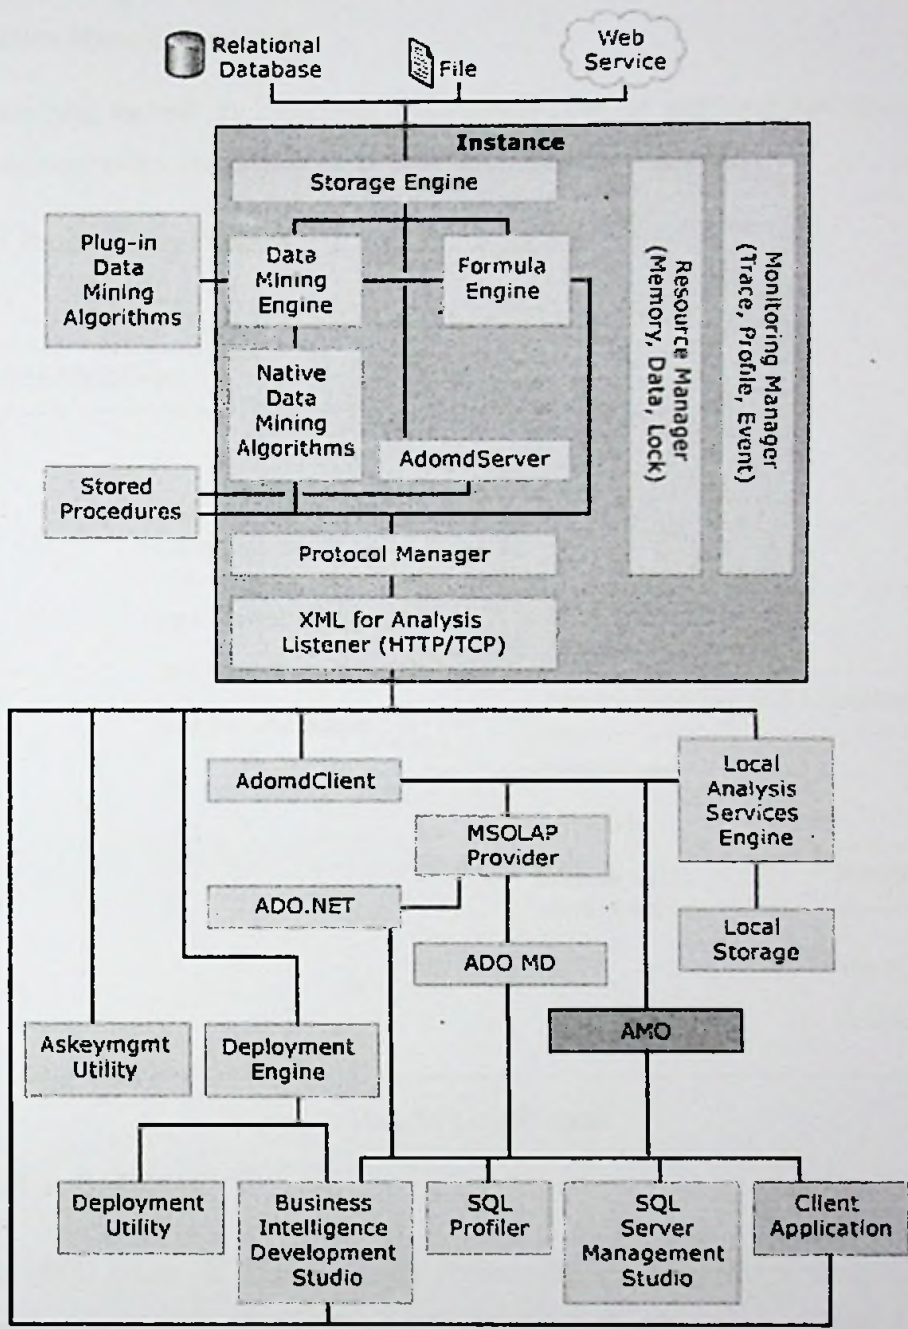 Relational
Database
File
Web
Service
Instance
Storage Engine
Plug-in
Data
Mining
Algorithms
Data
Mining
Engine
Formula
Engine
Resource Manager
(Memory, Data, Lock)
Monitoring Manager
(Trace, Profile, Event)
Native
Data
Mining
Algorithms
AdomdServer
Stored
Procedures
Protocol Manager
XML for Analysis
Listener (HTTP/TCP)
AdomdClient
Local
Analysis
Services
Engine
MSOLAP
Provider
ADO.NET
Local
Storage
ADO MD
AMO
Askeymgmt
Utility
Deployment
Engine
Deployment
Utility
Business
Intelligence
Development
Studio
SQL
Profiler
SQL
Server
Management
Studio
Client
Application